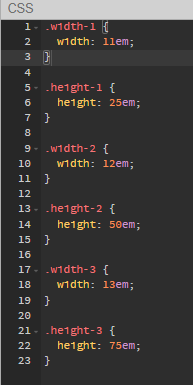 CSS
1 .width-1 {
2 width: 11em;
3 }
4
5 .height-1 {
6 height: 25em;
7 }
8
9 .width-2 {
10 width: 12em;
11 }
12
13 .height-2 {
14 height: 50em;
15 }
16
17 .width-3 {
18 width: 13em;
19 }
20
21 .height-3 {
22 height: 75em;
23 }